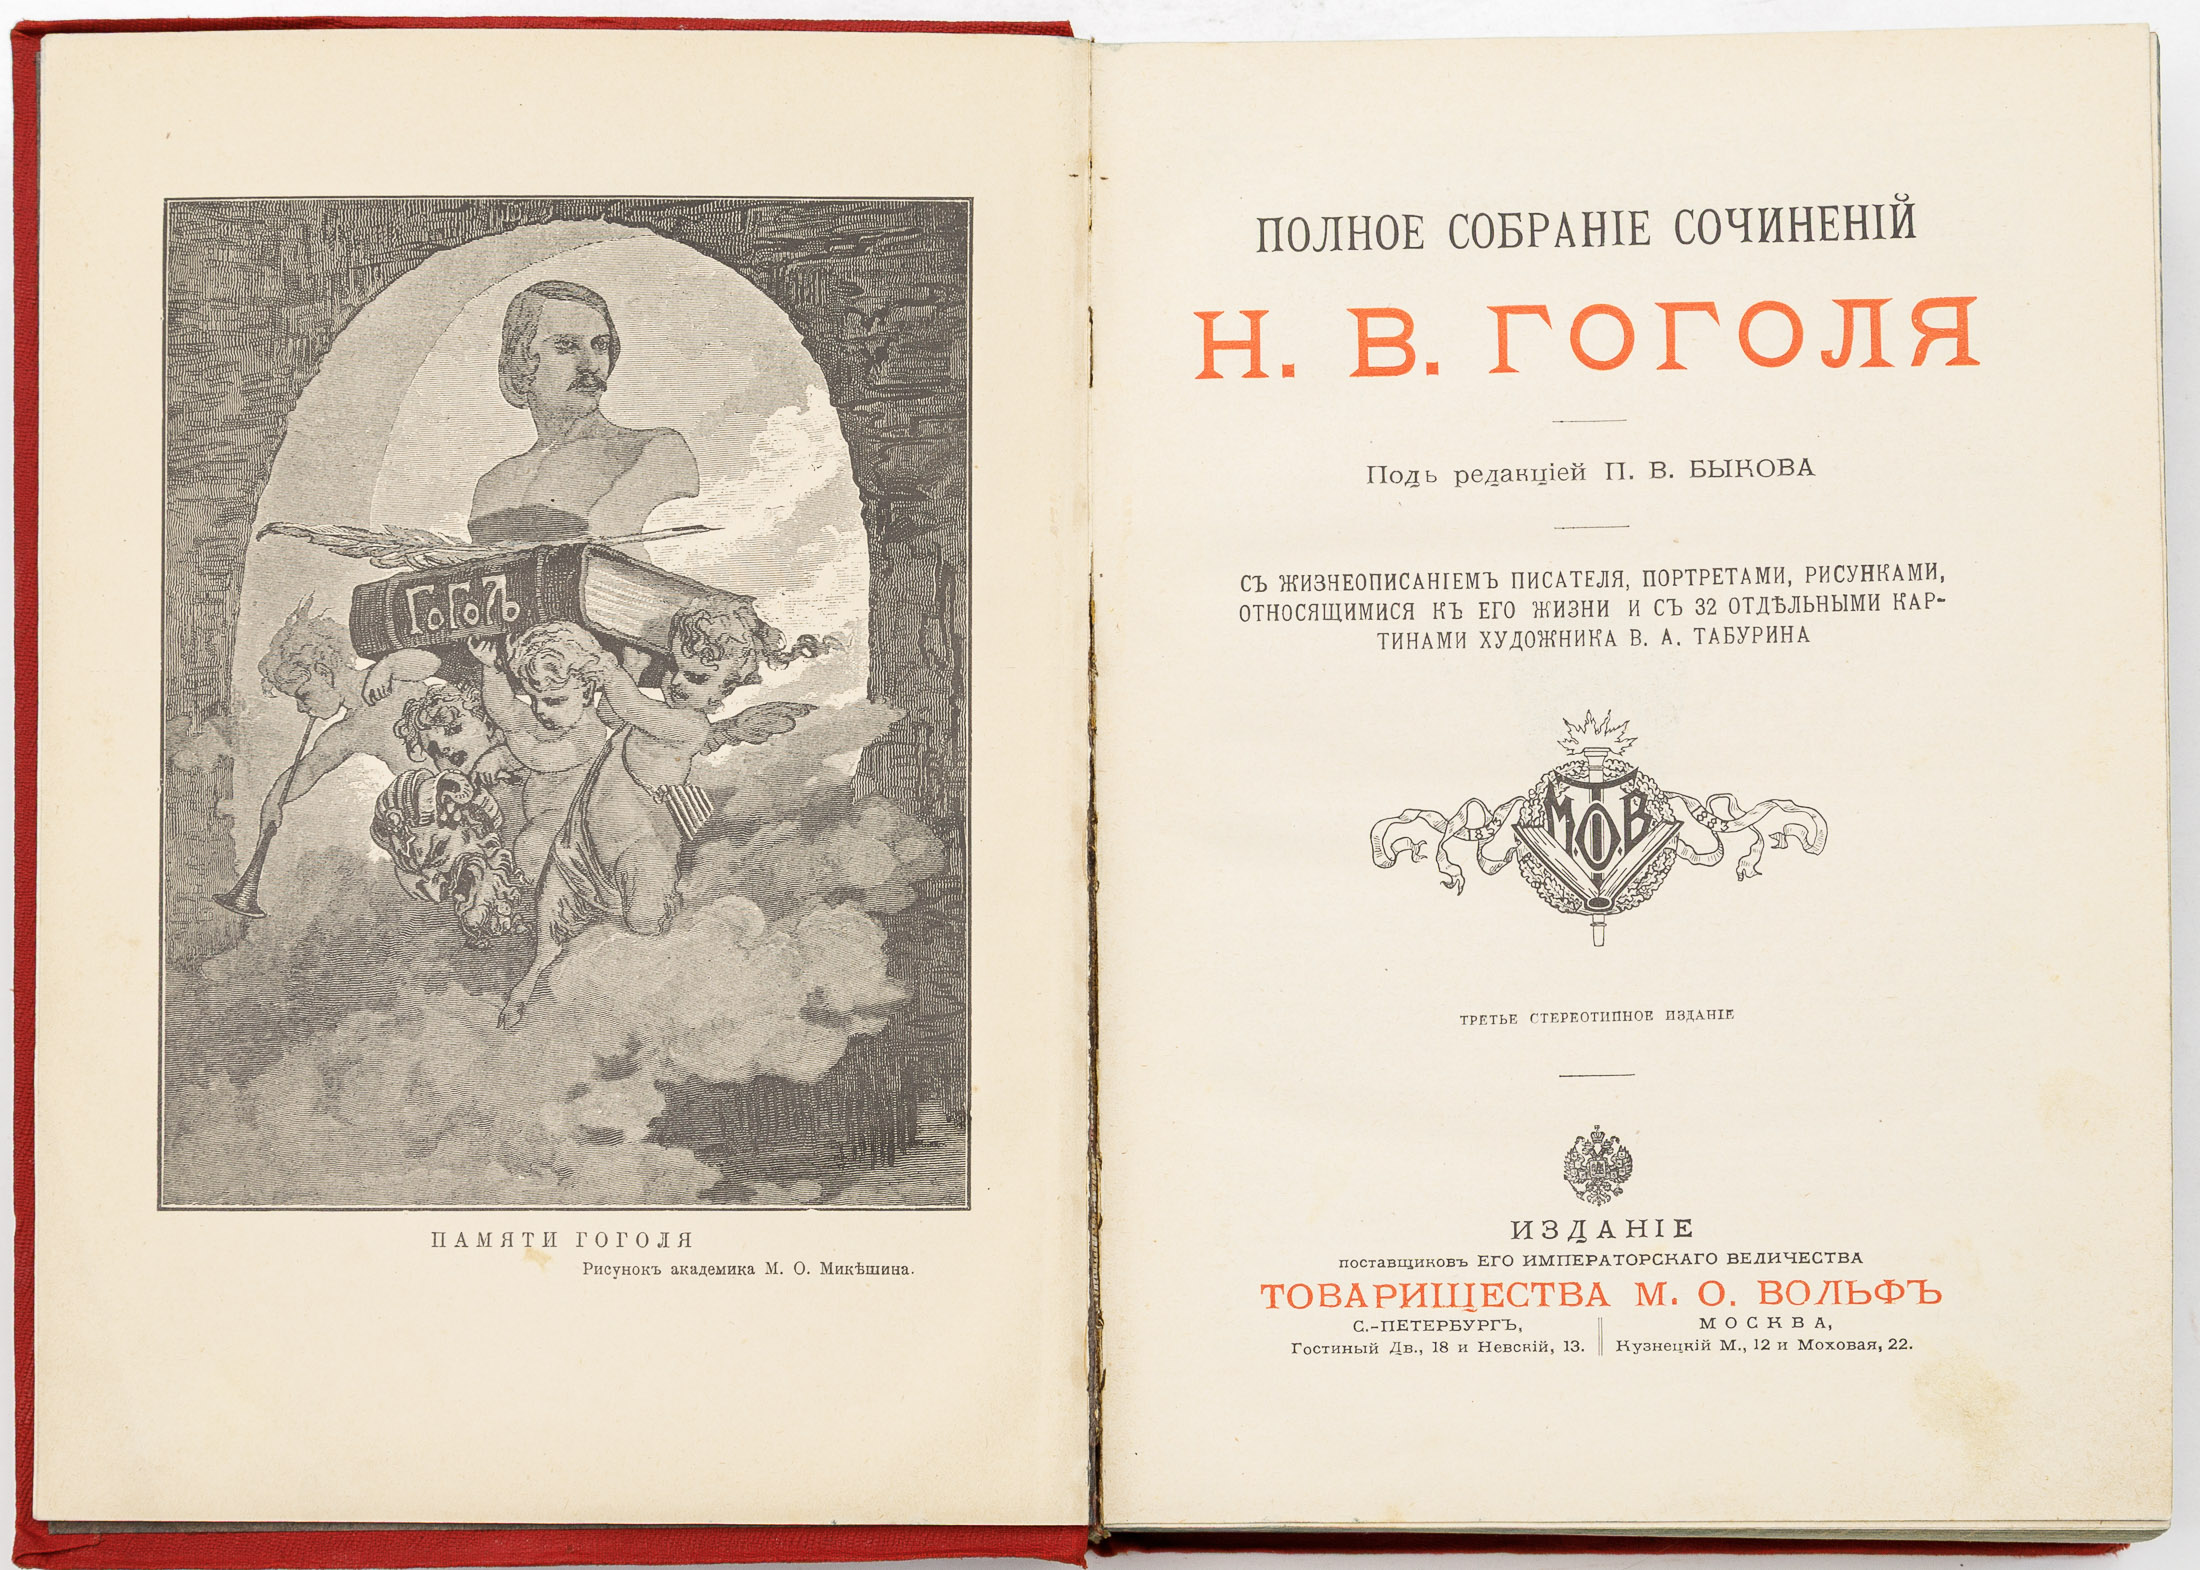 ГОГОЛЬ
ПАМЯТИ ГОГОЛЯ
Рисунокъ академика М. О. Микѣшина.
ПОЛНОЕ СОБРАНІЕ СОЧИНЕНІЙ
Н. В. ГОГОЛЯ
Подъ редакціей П. В. БЫКОВА
СЪ ЖИЗНЕОПИСАНІЕМЪ ПИСАТЕЛЯ, ПОРТРЕТАМИ, РИСУНКАМИ,
ОТНОСЯЩИМИСЯ КЪ ЕГО ЖИЗНИ И СЪ 32 ОТДѢЛЬНЫМИ КАР-
ТИНАМИ ХУДОЖНИКА В. А. ТАБУРИНА
М.О.В
ТРЕТЬЕ СТЕРЕОТИПНОЕ ИЗДАНІЕ
ИЗДАНІЕ
поставщиковъ ЕГО ИМПЕРАТОРСКАГО ВЕЛИЧЕСТВА
ТОВАРИЩЕСТВА М. О. ВОЛЬФЪ
С.-ПЕТЕРБУРГЪ,
Гостиный Дв., 18 и Невскій, 13.
МОСКВА,
Кузнецкій М., 12 и Моховая, 22.